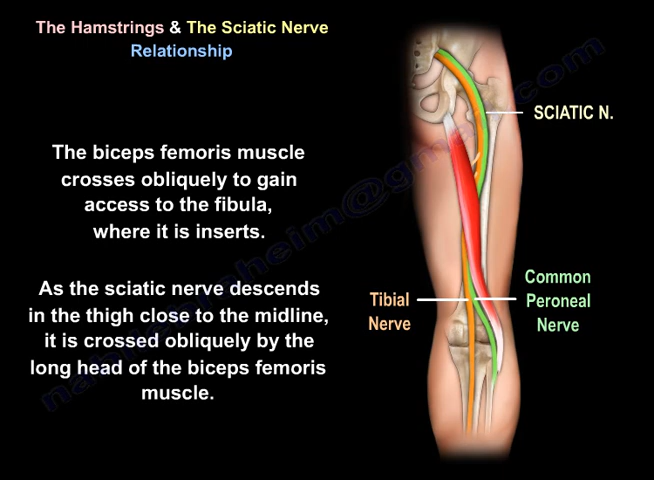 The Hamstrings & The Sciatic Nerve
Relationship
The biceps femoris muscle
crosses obliquely to gain
access to the fibula,
where it is inserts.
As the sciatic nerve descends
in the thigh close to the midline,
it is crossed obliquely by the
long head of the biceps femoris
muscle.
SCIATIC N.
Tibial
Nerve
Common
Peroneal
Nerve